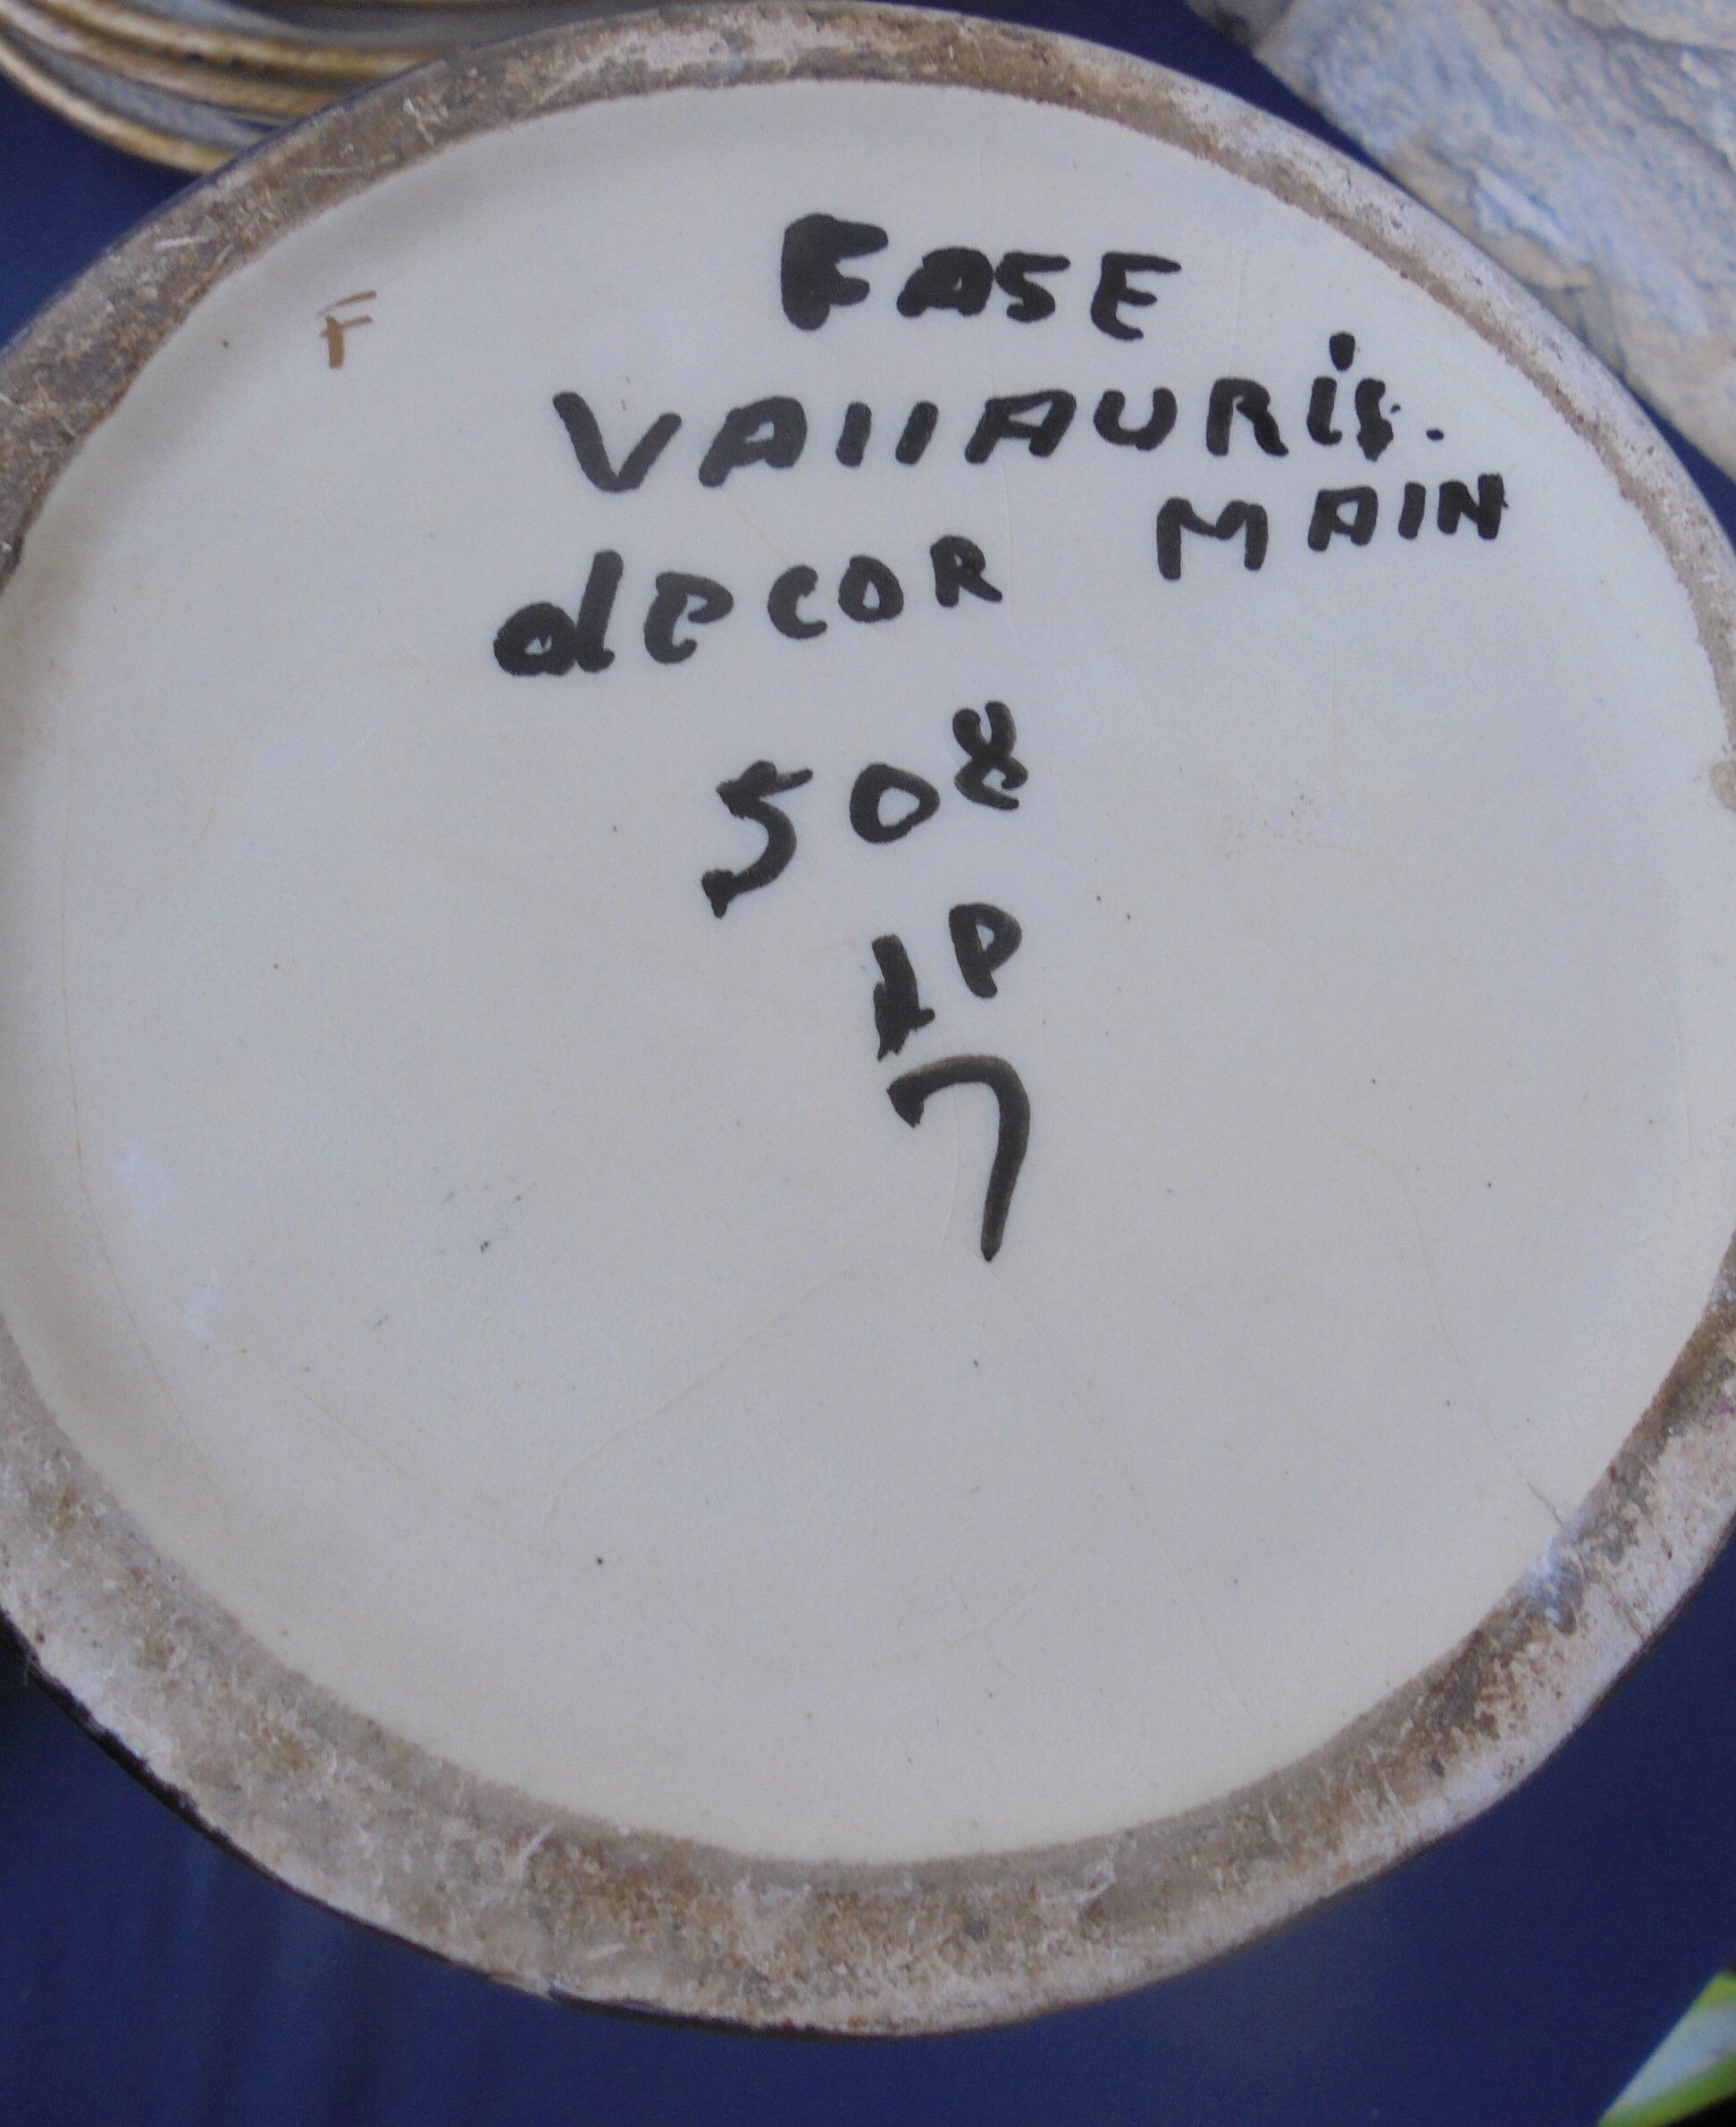 F
FASE
VAllAURiS.
decOR MAIN
508
1P
7